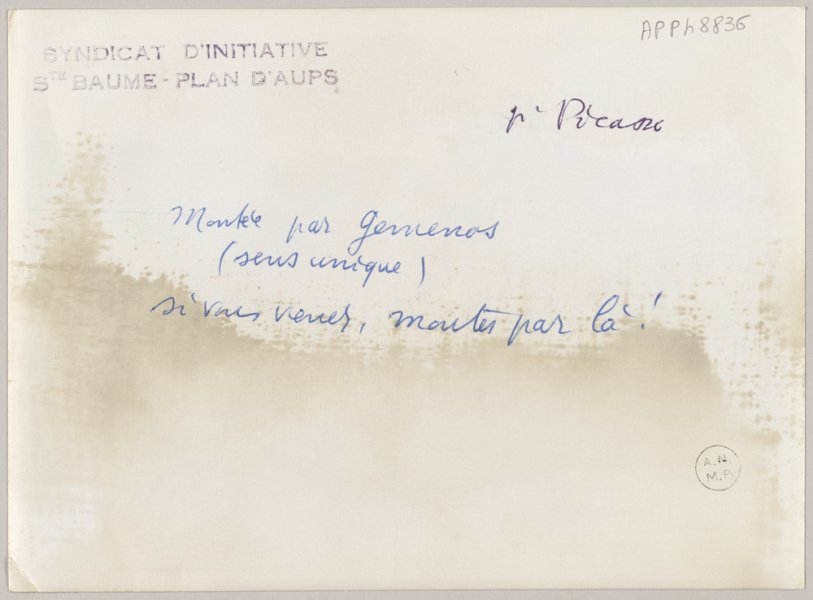 APPh8836
SYNDICAT D'INITIATIVE
STE BAUME - PLAN D'AUPS
pr Picasso
Montée par Gemenos
(sens unique)
si vous venez, montez par là !
A.N.
M.P.